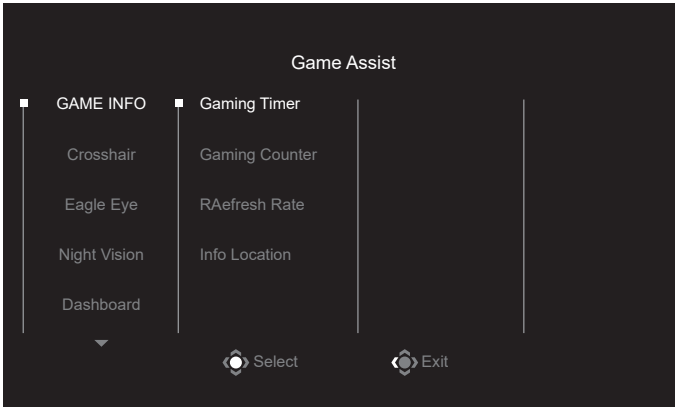 Game Assist
GAME INFO
Gaming Timer
Crosshair
Gaming Counter
Eagle Eye
RAefresh Rate
Night Vision
Info Location
Dashboard
Select
Exit